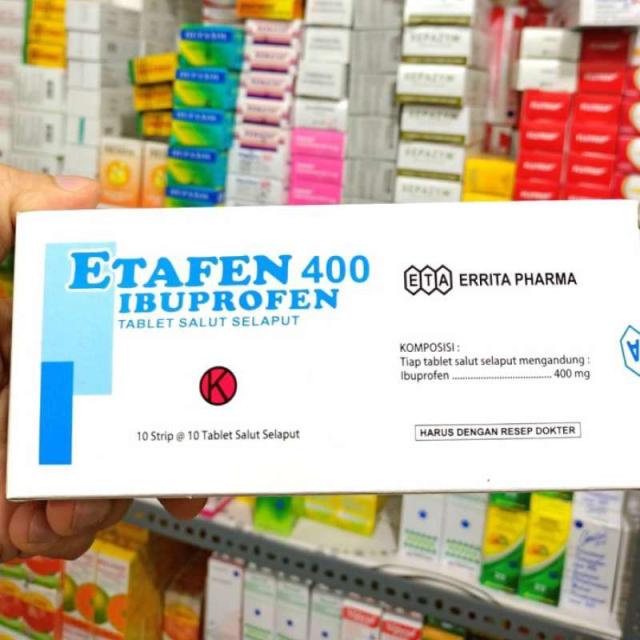 ETAFEN 400
IBUPROFEN
TABLET SALUT SELAPUT
K
10 Strip @ 10 Tablet Salut Selaput
ETA ERRITA PHARMA
KOMPOSISI :
Tiap tablet salut selaput mengandung :
Ibuprofen ........................................ 400 mg
HARUS DENGAN RESEP DOKTER
A